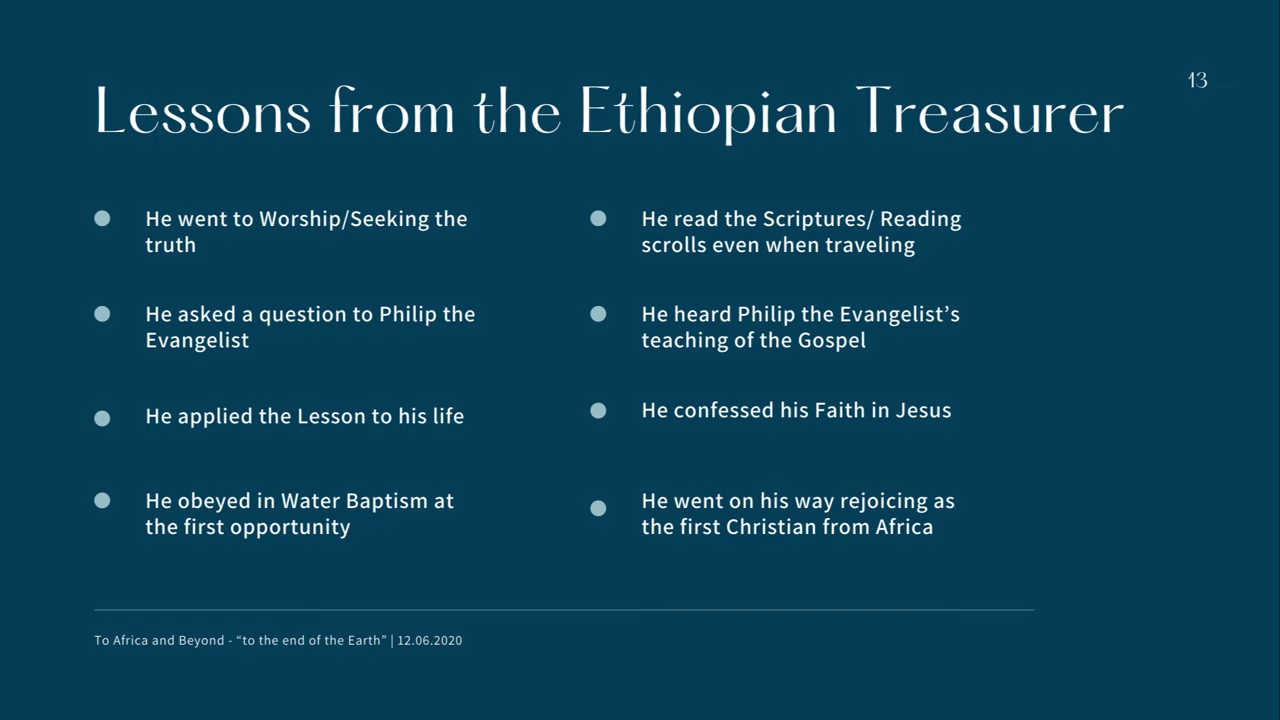 13
Lessons from the Ethiopian Treasurer
He went to Worship/Seeking the
truth
He read the Scriptures/ Reading
scrolls even when traveling
He asked a question to Philip the
Evangelist
He heard Philip the Evangelist’s
teaching of the Gospel
He applied the Lesson to his life
He confessed his Faith in Jesus
He obeyed in Water Baptism at
the first opportunity
He went on his way rejoicing as
the first Christian from Africa
To Africa and Beyond - “to the end of the Earth” | 12.06.2020